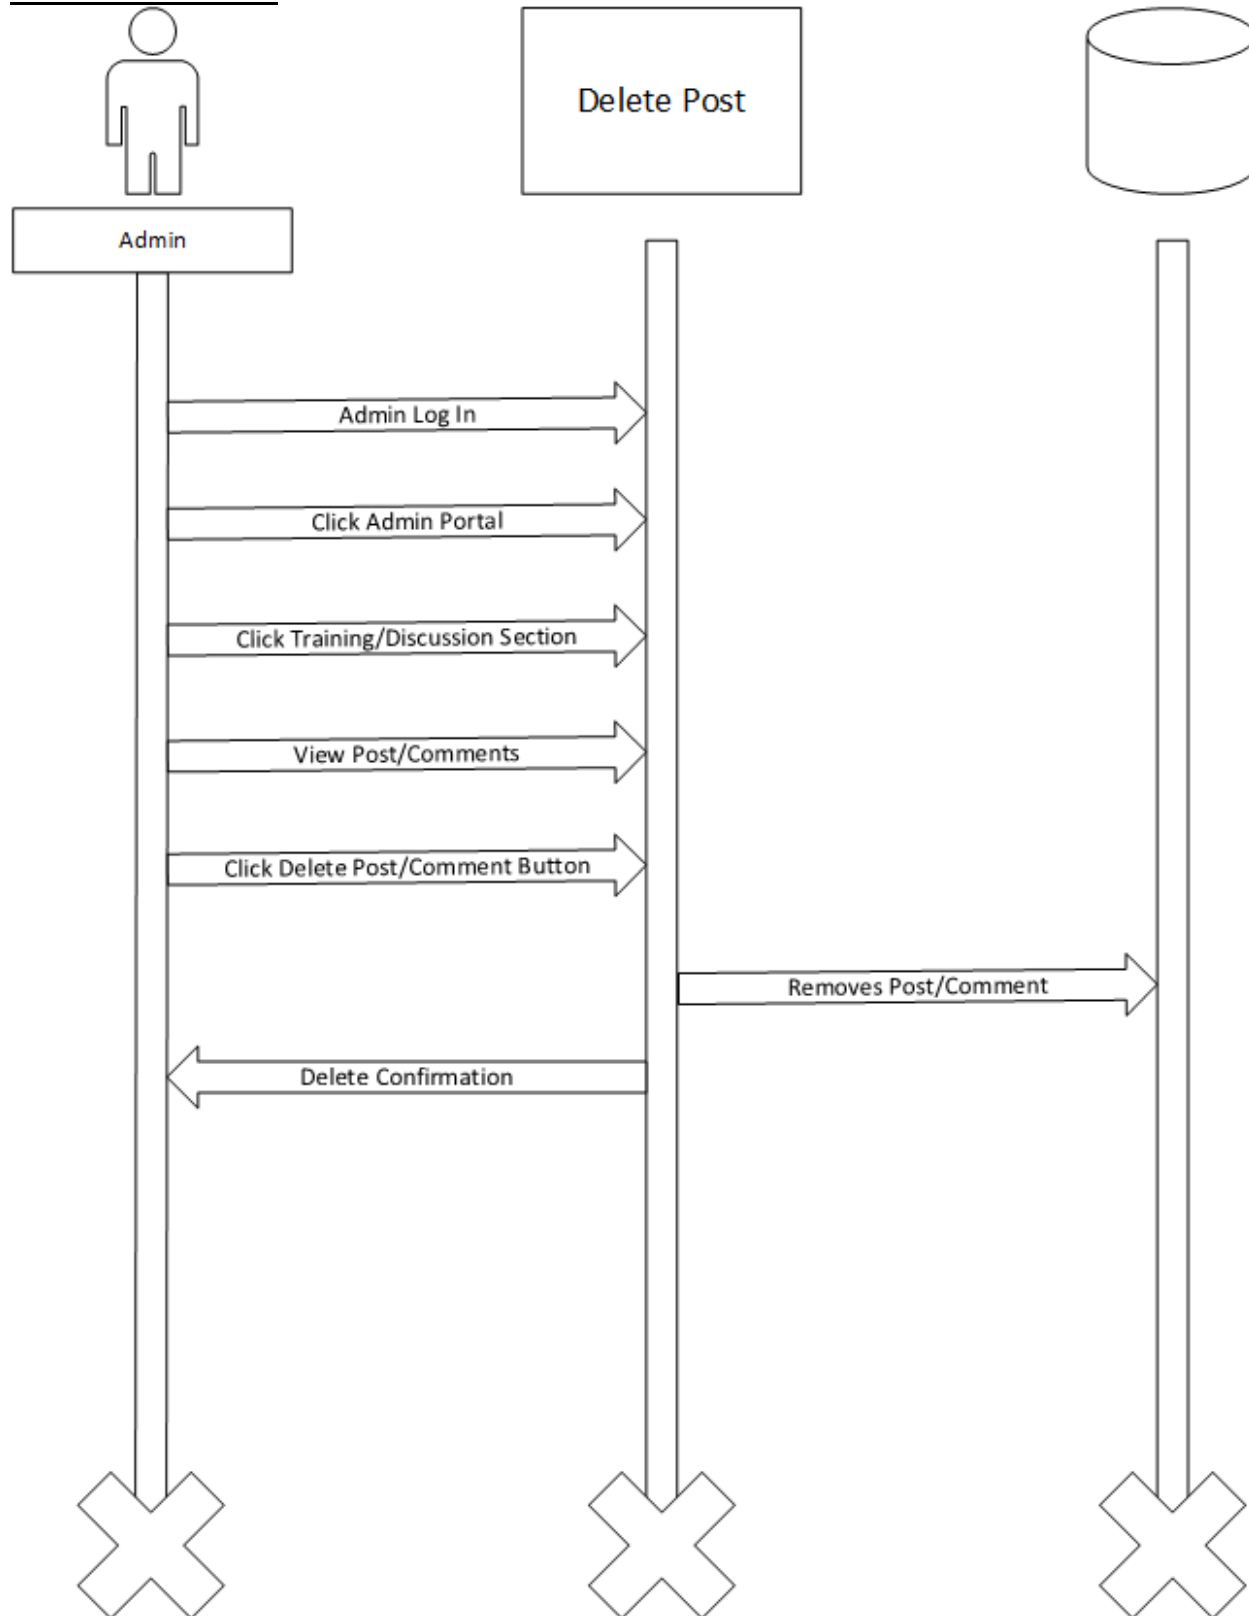 Delete Post
Admin
Admin Log In
Click Admin Portal
Click Training/Discussion Section
View Post/Comments
Click Delete Post/Comment Button
Removes Post/Comment
Delete Confirmation